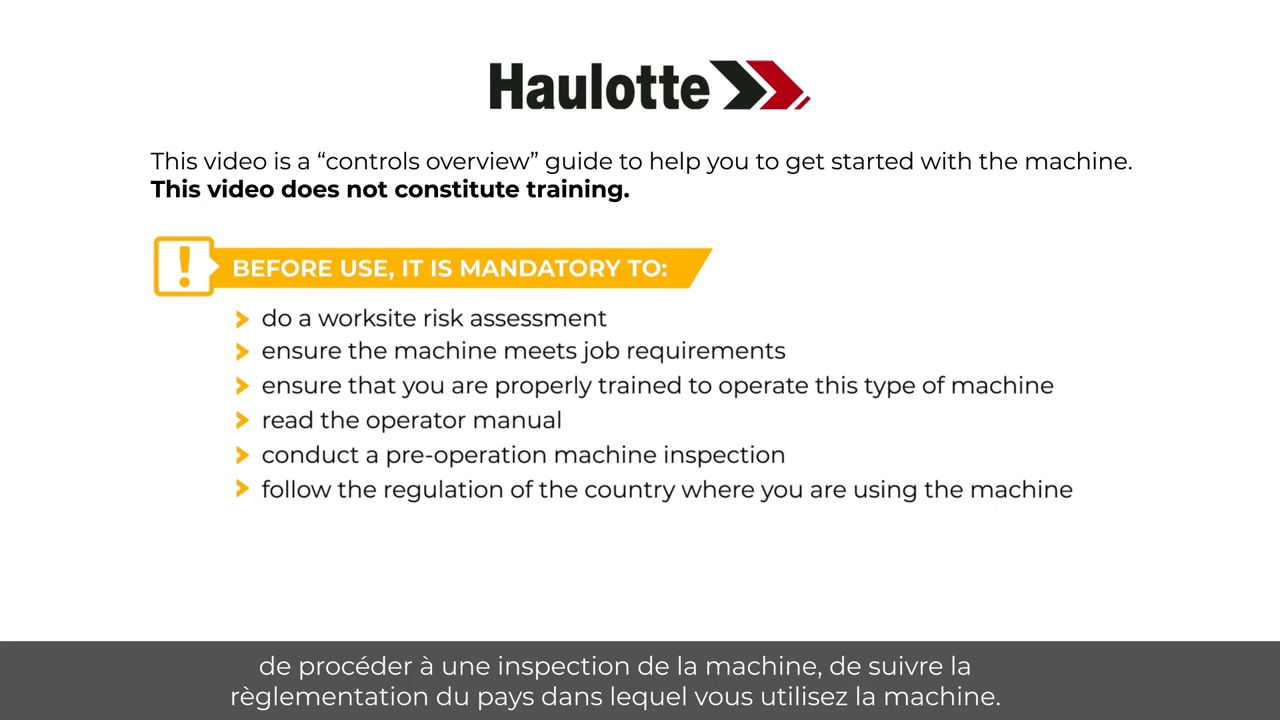 Haulotte
This video is a “controls overview” guide to help you to get started with the machine.
This video does not constitute training.
! BEFORE USE, IT IS MANDATORY TO:
do a worksite risk assessment
ensure the machine meets job requirements
ensure that you are properly trained to operate this type of machine
read the operator manual
conduct a pre-operation machine inspection
follow the regulation of the country where you are using the machine
de procéder à une inspection de la machine, de suivre la
règlementation du pays dans lequel vous utilisez la machine.